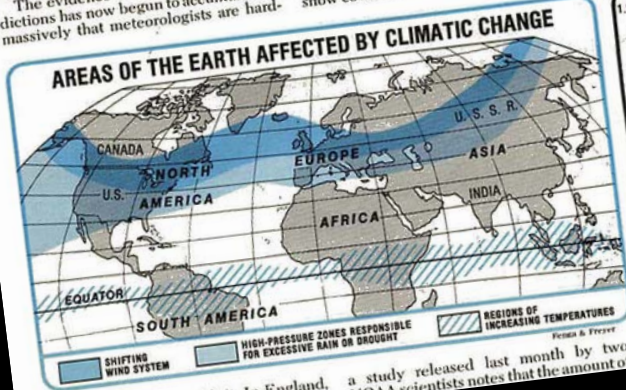 The evidence
dictions has now begun to
massively that meteorologists are hard-
AREAS OF THE EARTH AFFECTED BY CLIMATIC CHANGE
CANADA
NORTH
U.S.
AMERICA
EUROPE
U. S. S. R.
ASIA
INDIA
AFRICA
EQUATOR
SOUTH AMERICA
SHIFTING
WIND SYSTEM
HIGH-PRESSURE ZONES RESPONSIBLE
FOR EXCESSIVE RAIN OR DROUGHT
REGIONS OF
INCREASING TEMPERATURES
Fenga & Freyer
In England,
a study released last month by two
scientists notes that the amount of